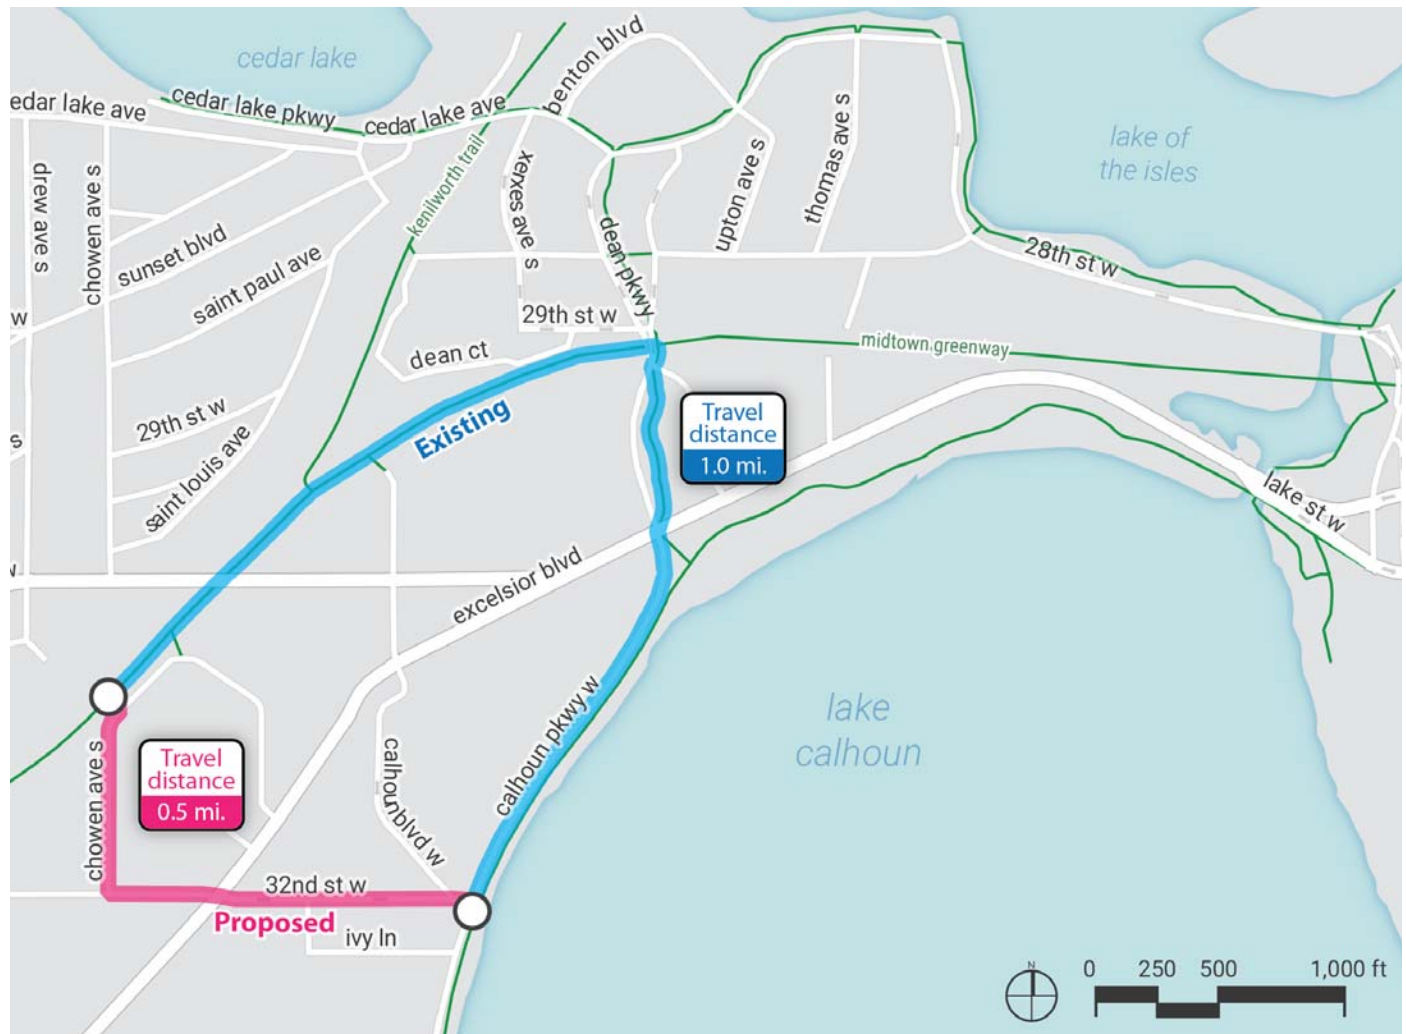 cedar lake
benton blvd
edar lake ave
cedar lake pkwy
cedar lake ave
kenilworth trail
xerxes ave s
upton ave s
thomas ave s
lake of
the isles
drew ave s
chowen ave s
sunset blvd
saint paul ave
dean pkwy
28th st w
w
29th st w
dean ct
midtown greenway
Existing
Travel
distance
1.0 mi.
29th st w
s
saint louis ave
lake st w
w
excelsior blvd
calhoun pkwy w
lake
calhoun
chowen ave s
Travel
distance
0.5 mi.
calhoun blvd w
32nd st w
Proposed
ivy ln
N
0 250 500 1,000 ft